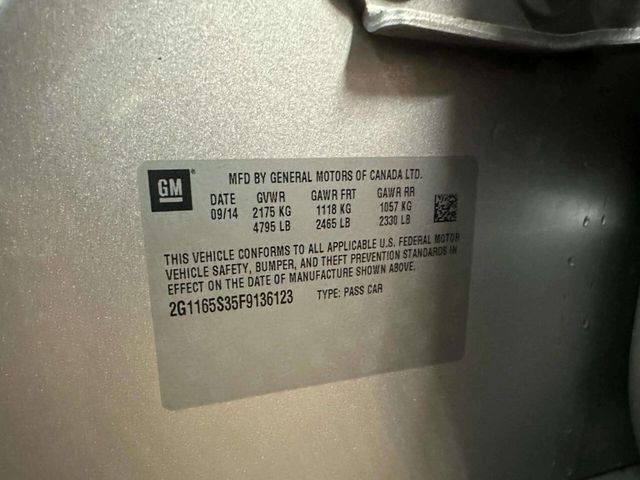 GM
MFD BY GENERAL MOTORS OF CANADA LTD.
DATE GVWR GAWR FRT GAWR RR
09/14 2175 KG 1118 KG 1057 KG
4795 LB 2465 LB 2330 LB
THIS VEHICLE CONFORMS TO ALL APPLICABLE U.S. FEDERAL MOTOR
VEHICLE SAFETY, BUMPER, AND THEFT PREVENTION STANDARDS IN
EFFECT ON THE DATE OF MANUFACTURE SHOWN ABOVE.
2G1165S35F9136123 TYPE: PASS CAR